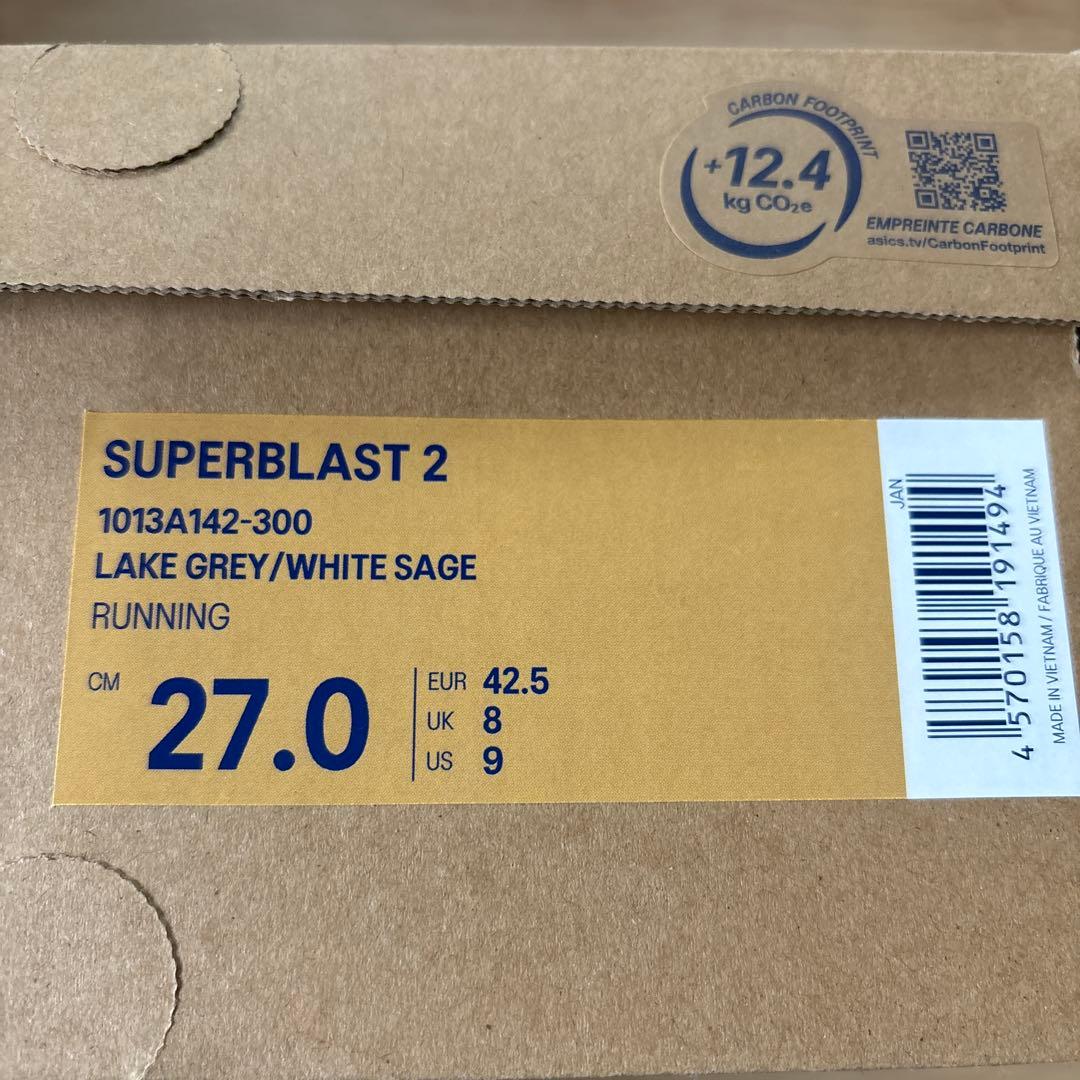 CARBON FOOTPRINT
+12.4
kg CO₂e
EMPREINTE CARBONE
asics.tv/CarbonFootprint
SUPERBLAST 2
1013A142-300
LAKE GREY/WHITE SAGE
RUNNING
CM 27.0
EUR 42.5
UK 8
US 9
JAN
4 570158 191494
MADE IN VIETNAM / FABRIQUE AU VIETNAM